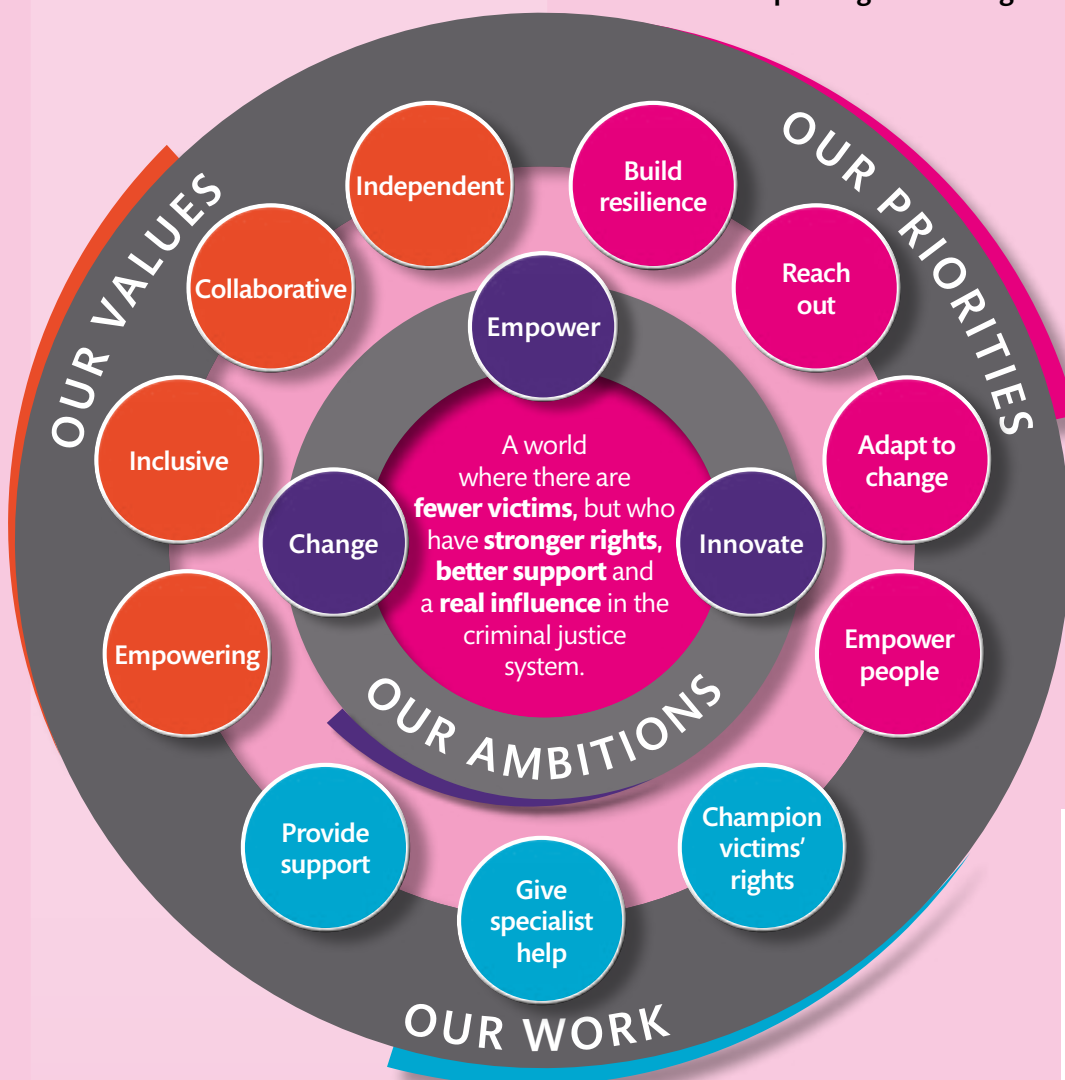 OUR VALUES
Independent
Collaborative
Inclusive
Empowering
OUR PRIORITIES
Build
resilience
Reach
out
Adapt to
change
Empower
people
Empower
Change
Innovate
A world
where there are
fewer victims, but who
have stronger rights,
better support and
a real influence in the
criminal justice
system.
OUR AMBITIONS
Provide
support
Give
specialist
help
Champion
victims’
rights
OUR WORK